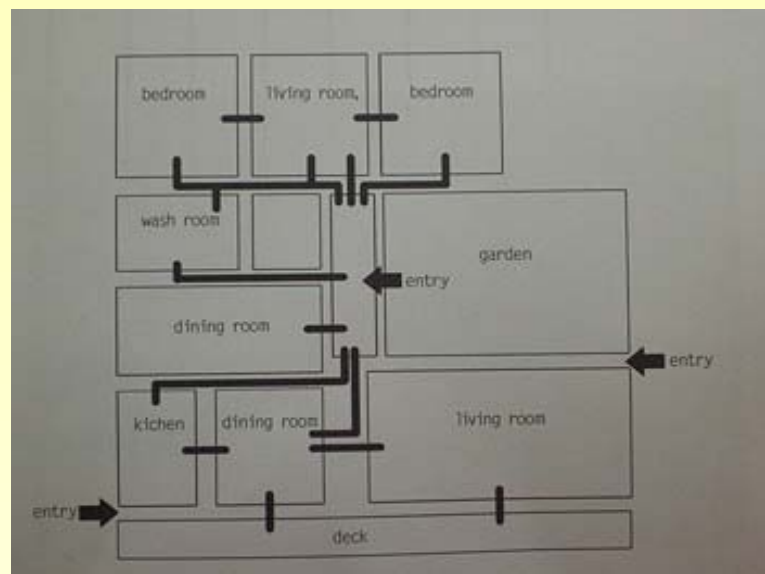 bedroom
living room,
bedroom
wash room
garden
entry
dining room
entry
kichen
dining room
living room
entry
deck